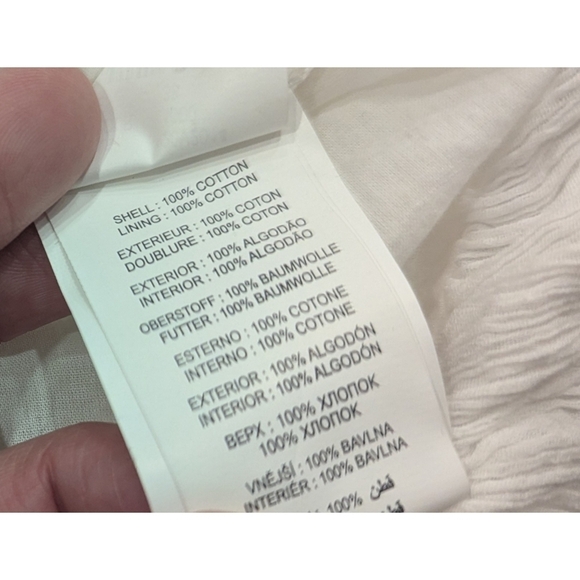 SHELL : 100% COTTON
LINING : 100% COTTON
EXTERIEUR : 100% COTON
DOUBLURE : 100% COTON
EXTERIOR : 100% ALGODÃO
INTERIOR : 100% ALGODÃO
OBERSTOFF : 100% BAUMWOLLE
FUTTER : 100% BAUMWOLLE
ESTERNO : 100% COTONE
INTERNO : 100% COTONE
EXTERIOR : 100% ALGODÓN
INTERIOR : 100% ALGODÓN
ВЕРХ : 100% ХЛОПОК
100% ХЛОПОК
VNĚJŠÍ : 100% BAVLNA
INTERIÉR : 100% BAVLNA
100% قطن
قطن